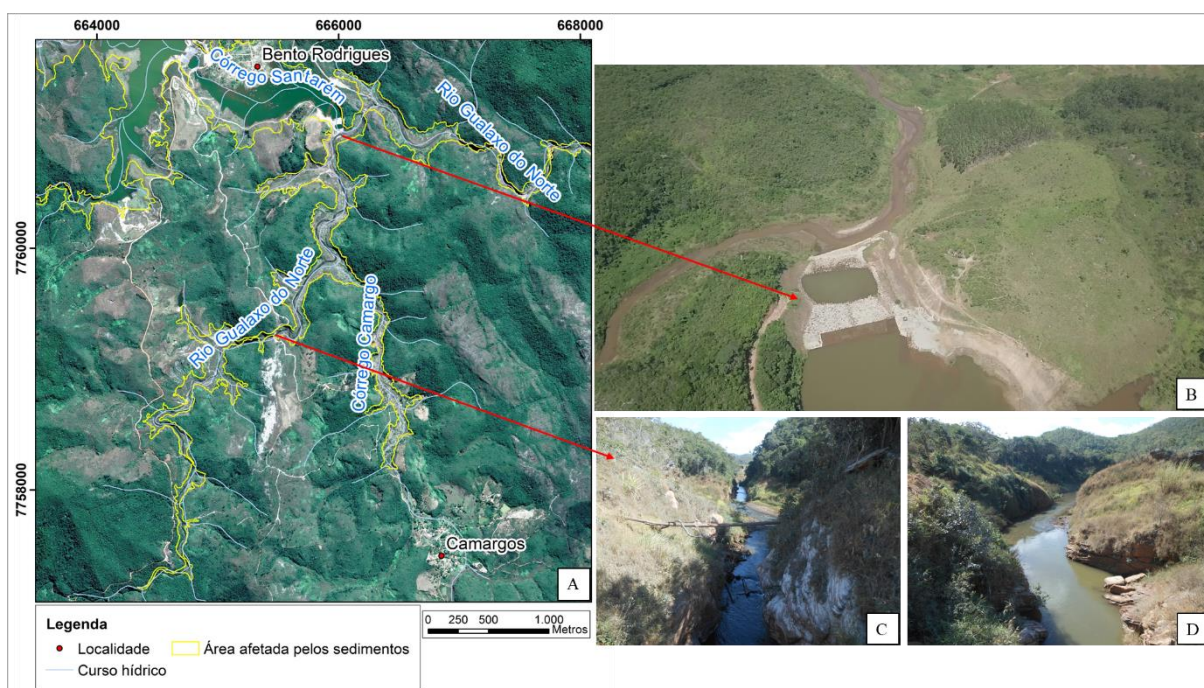 664000
666000
668000
Bento Rodrigues
Córrego Santarém
Rio Gualaxo do Norte
7760000
Rio Gualaxo do Norte
Córrego Camargo
7758000
Camargos
A
B
C
D
Legenda
Localidade
Área afetada pelos sedimentos
Curso hídrico
0 250 500 1.000
Metros